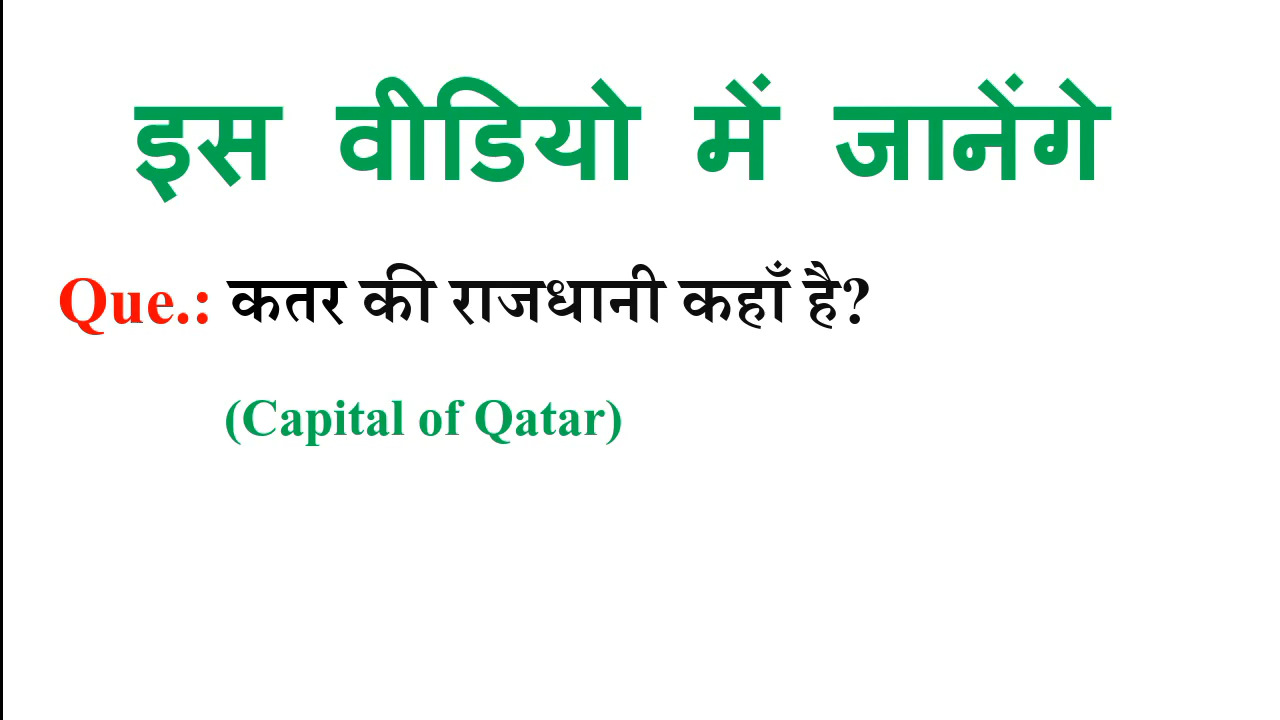 इस वीडियो में जानेंगे
Que.: कतर की राजधानी कहाँ है?
(Capital of Qatar)